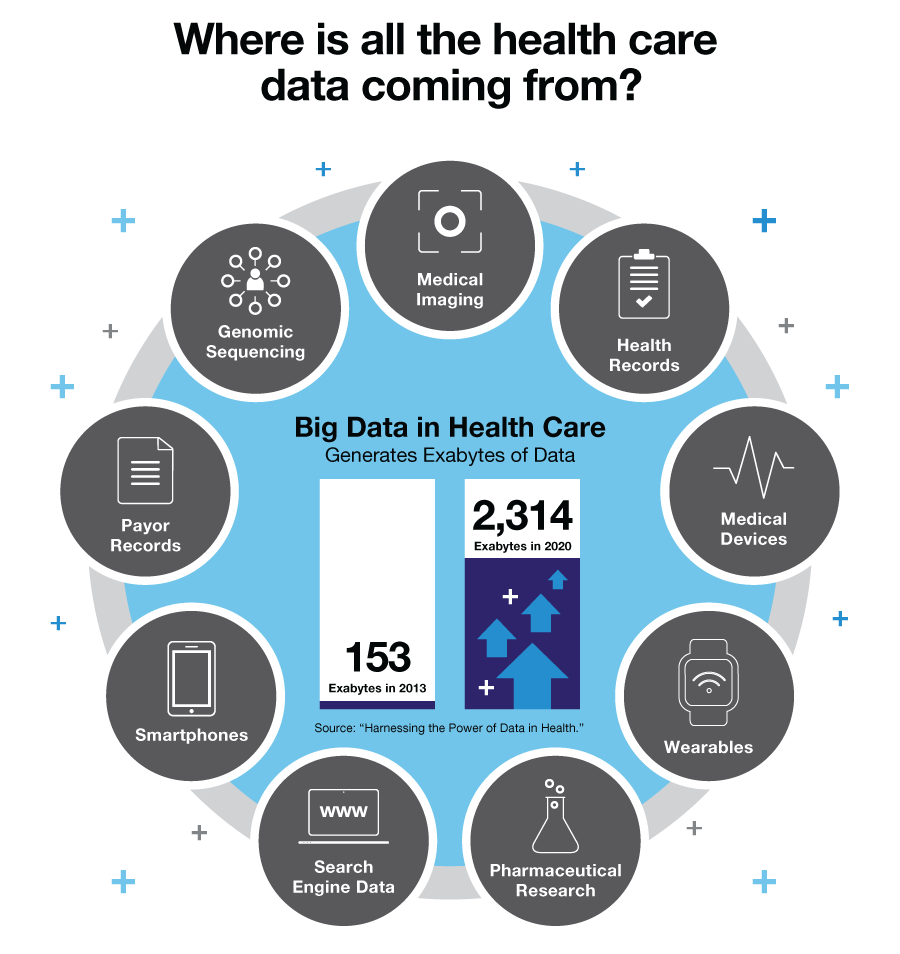 Where is all the health care
data coming from?
Medical
Imaging
Health
Records
Medical
Devices
Wearables
Pharmaceutical
Research
WWW
Search
Engine Data
Smartphones
Payor
Records
Genomic
Sequencing
Big Data in Health Care
Generates Exabytes of Data
153
Exabytes in 2013
2,314
Exabytes in 2020
Source: “Harnessing the Power of Data in Health.”